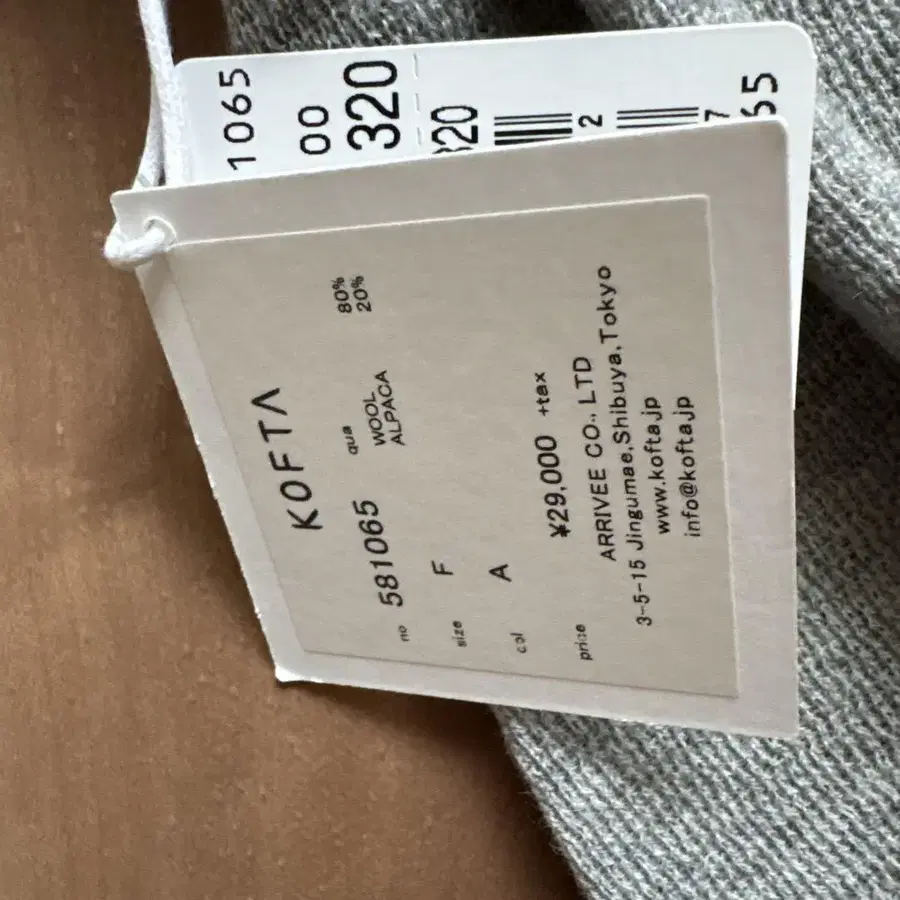 1065
00
320
320
2
7
65
KOFTA
no 581065 qua WOOL 80%
ALPACA 20%
size F
col A
price ¥29,000 +tax
ARRIVEE CO., LTD
3-5-15 Jingumae,Shibuya,Tokyo
www.kofta.jp
info@kofta.jp